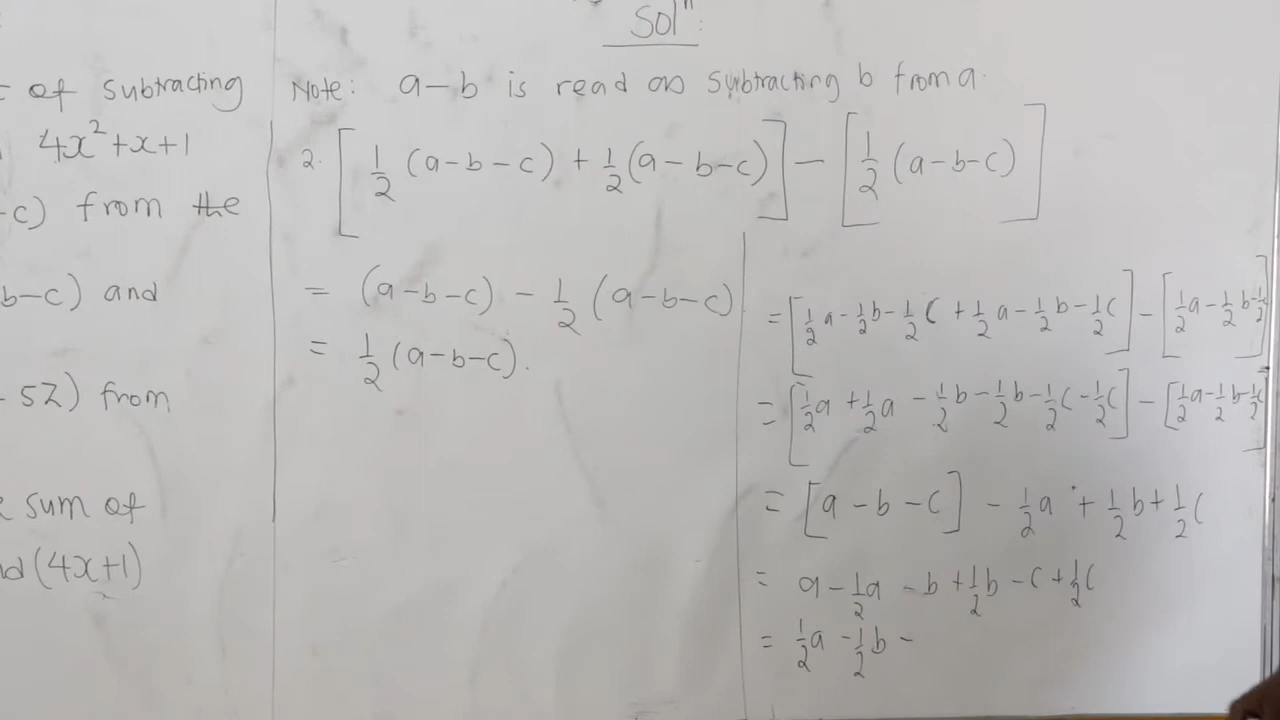 Solⁿ:
of subtracting
4x²+x+1
-c) from the
b-c) and
- 5Z) from
sum of
(4x+1)
Note: a-b is read as subtracting b from a.
2. [½(a-b-c) + ½(a-b-c)] - [½(a-b-c)]
= (a-b-c) - ½(a-b-c)
= ½(a-b-c).
= [½a - ½b - ½c + ½a - ½b - ½c] - [½a - ½b - ½]
= [½a + ½a - ½b - ½b - ½c - ½c] - [½a - ½b - ½c]
= [a - b - c] - ½a + ½b + ½c
= a - ½a - b + ½b - c + ½c
= ½a - ½b -